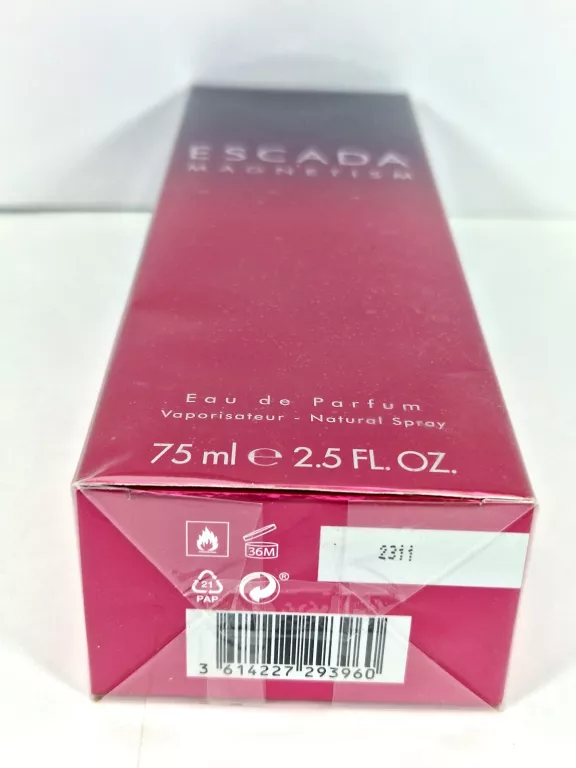 ESCADA
MAGNETISM
Eau de Parfum
Vaporisateur - Natural Spray
75 ml ℮ 2.5 FL. OZ.
36M
2311
21
PAP
®
3 614227 293960